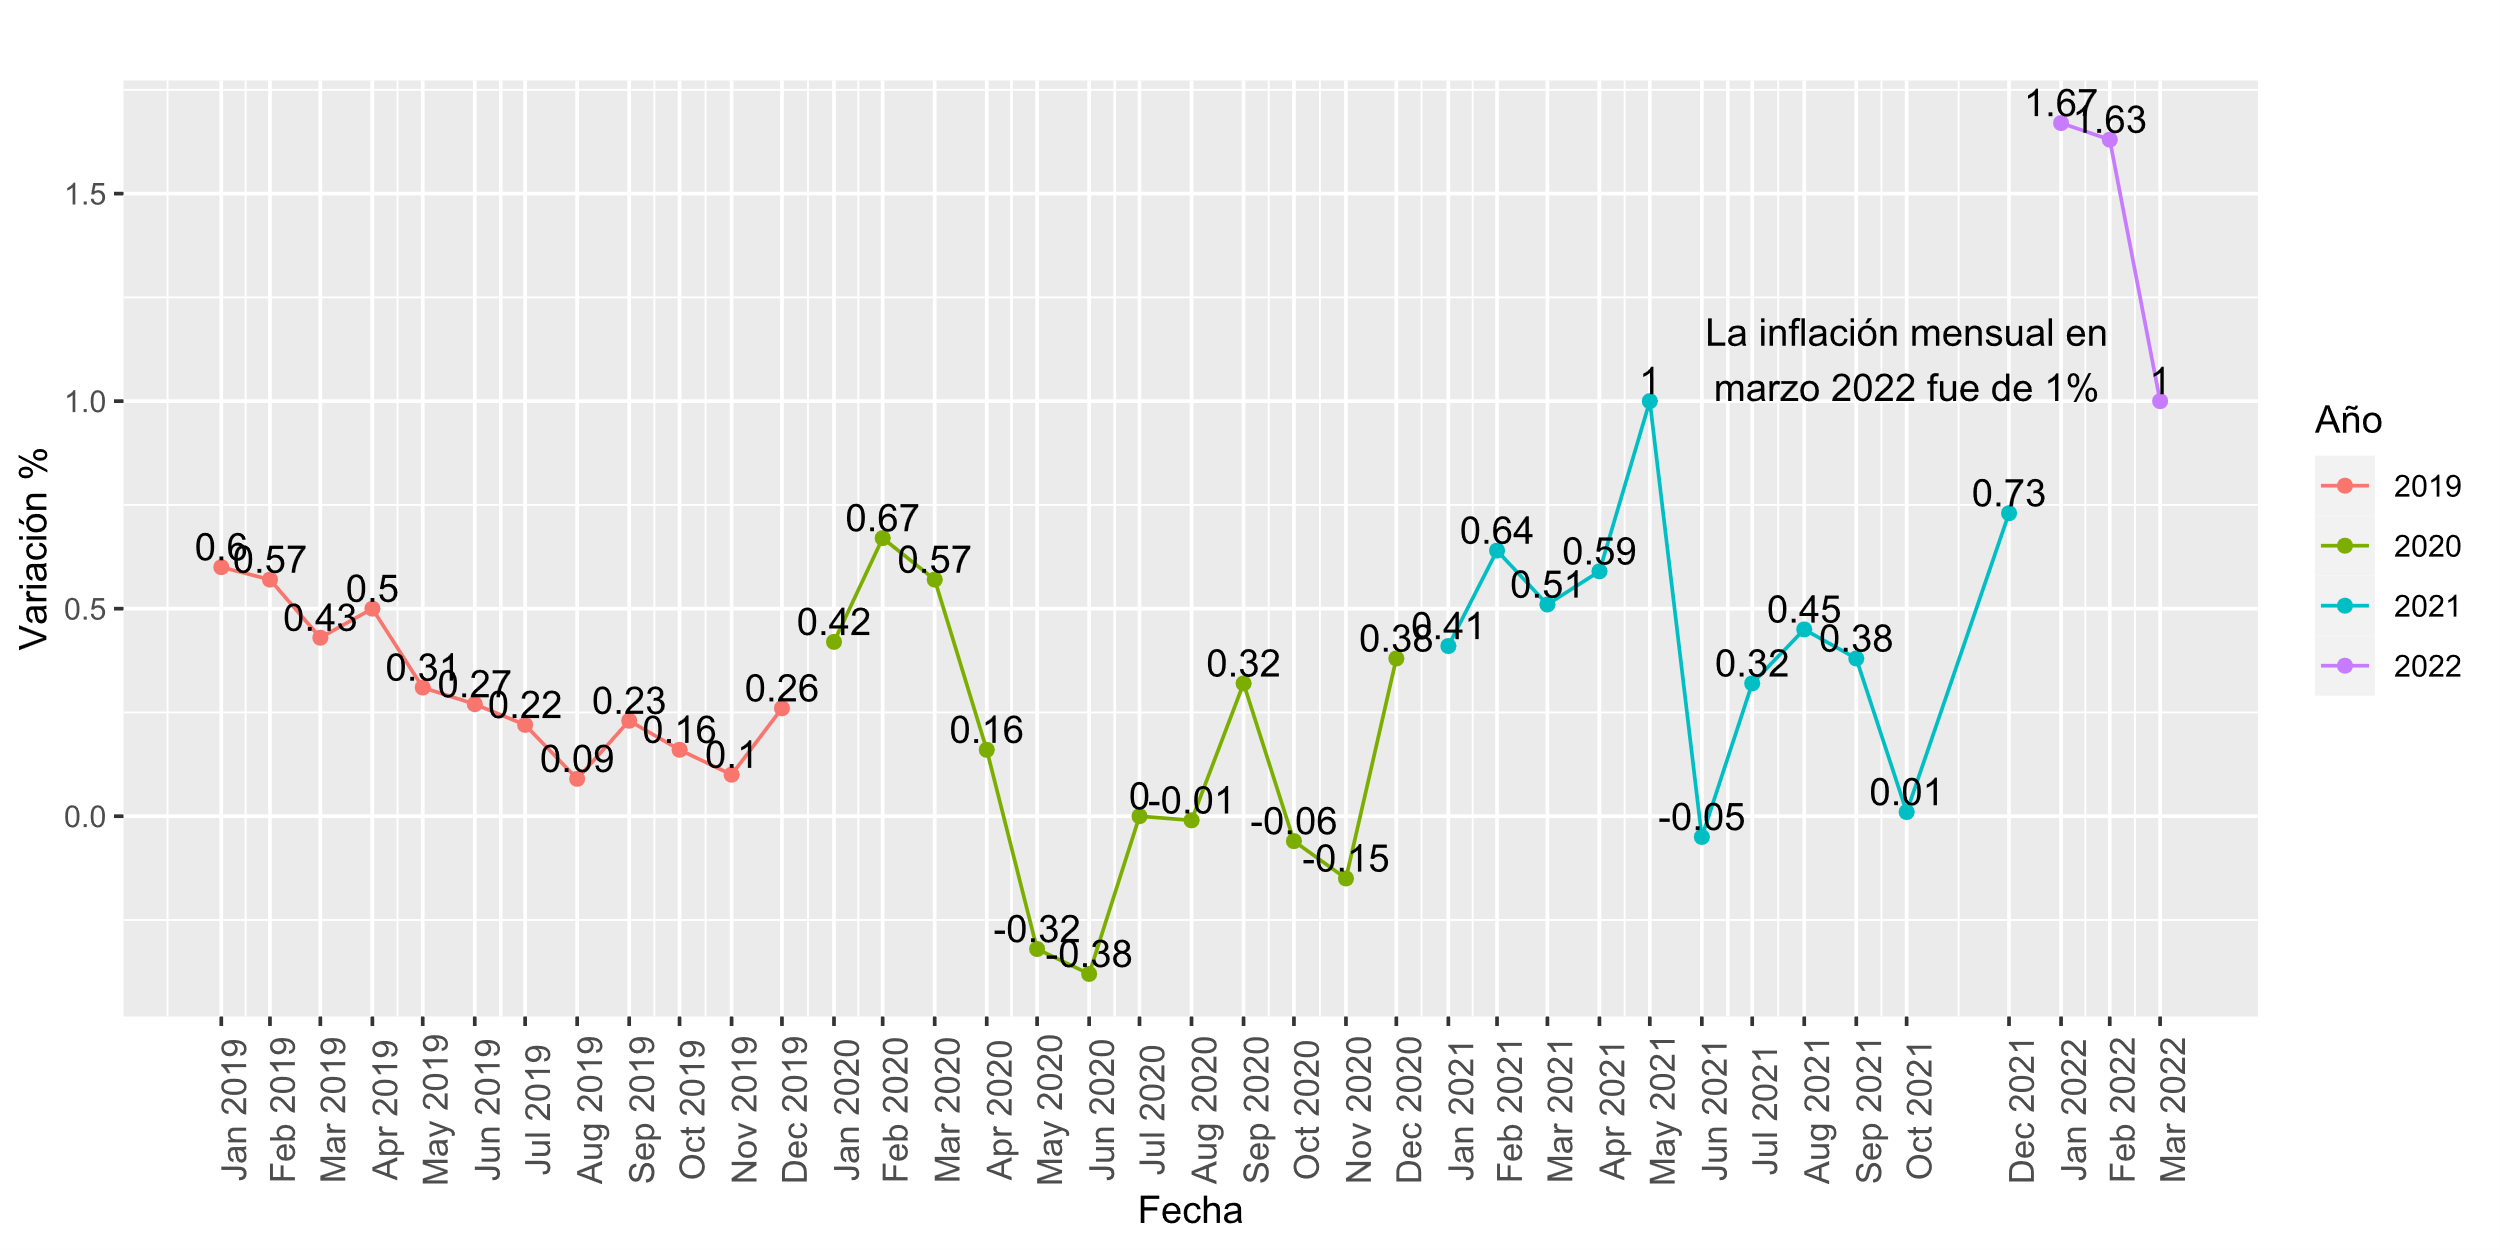 1.67
1.63
1.5
La inflación mensual en
marzo 2022 fue de 1%
1
1
1.0
Variación %
0.73
0.67
0.64
0.6
0.57
0.57
0.59
0.5
0.51
0.5
0.43
0.42
0.41
0.45
0.38
0.38
0.31
0.27
0.22
0.23
0.16
0.1
0.09
0.26
0.16
0.32
0.32
0
-0.01
-0.06
-0.15
-0.05
0.01
0.0
-0.32
-0.38
Jan 2019
Feb 2019
Mar 2019
Apr 2019
May 2019
Jun 2019
Jul 2019
Aug 2019
Sep 2019
Oct 2019
Nov 2019
Dec 2019
Jan 2020
Feb 2020
Mar 2020
Apr 2020
May 2020
Jun 2020
Jul 2020
Aug 2020
Sep 2020
Oct 2020
Nov 2020
Dec 2020
Jan 2021
Feb 2021
Mar 2021
Apr 2021
May 2021
Jun 2021
Jul 2021
Aug 2021
Sep 2021
Oct 2021
Dec 2021
Jan 2022
Feb 2022
Mar 2022
Fecha
Año
2019
2020
2021
2022